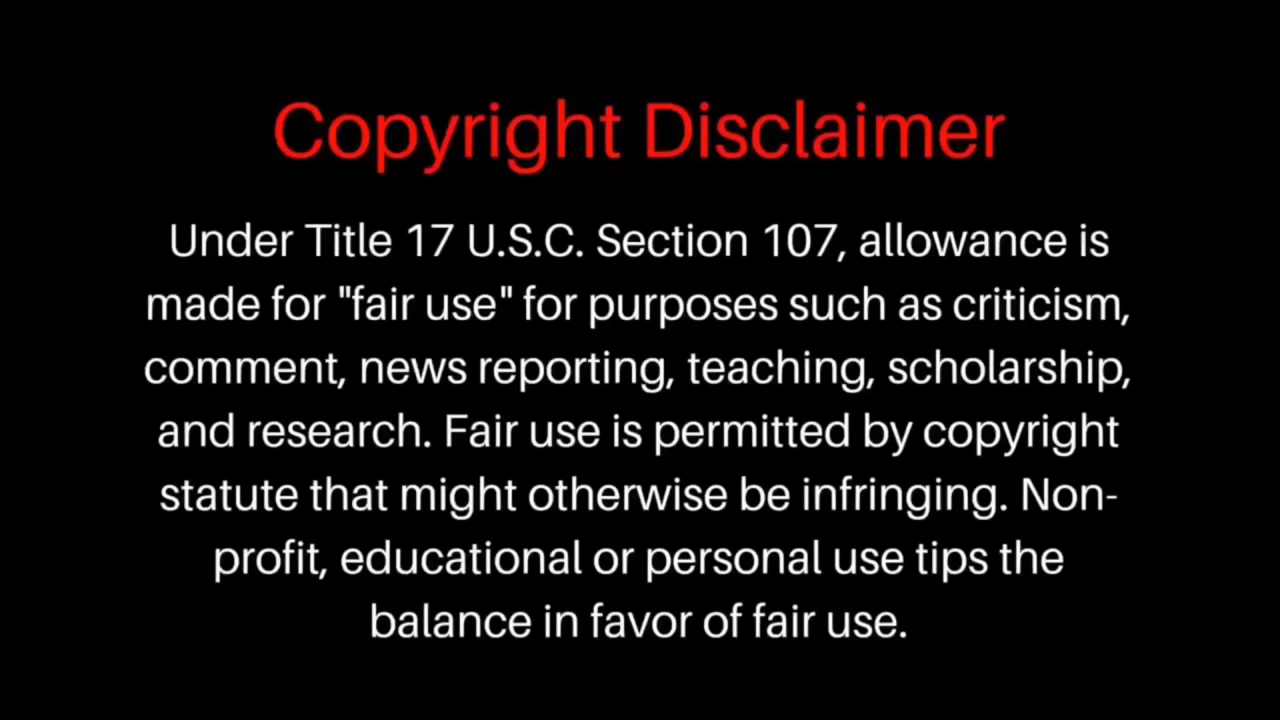 Copyright Disclaimer
Under Title 17 U.S.C. Section 107, allowance is
made for "fair use" for purposes such as criticism,
comment, news reporting, teaching, scholarship,
and research. Fair use is permitted by copyright
statute that might otherwise be infringing. Non-
profit, educational or personal use tips the
balance in favor of fair use.